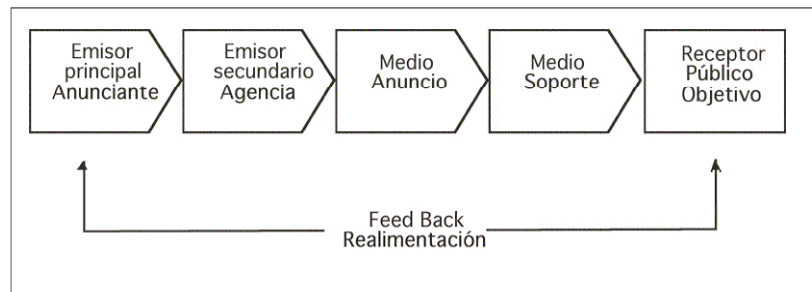 Emisor
principal
Anunciante
Emisor
secundario
Agencia
Medio
Anuncio
Medio
Soporte
Receptor
Público
Objetivo
Feed Back
Realimentación